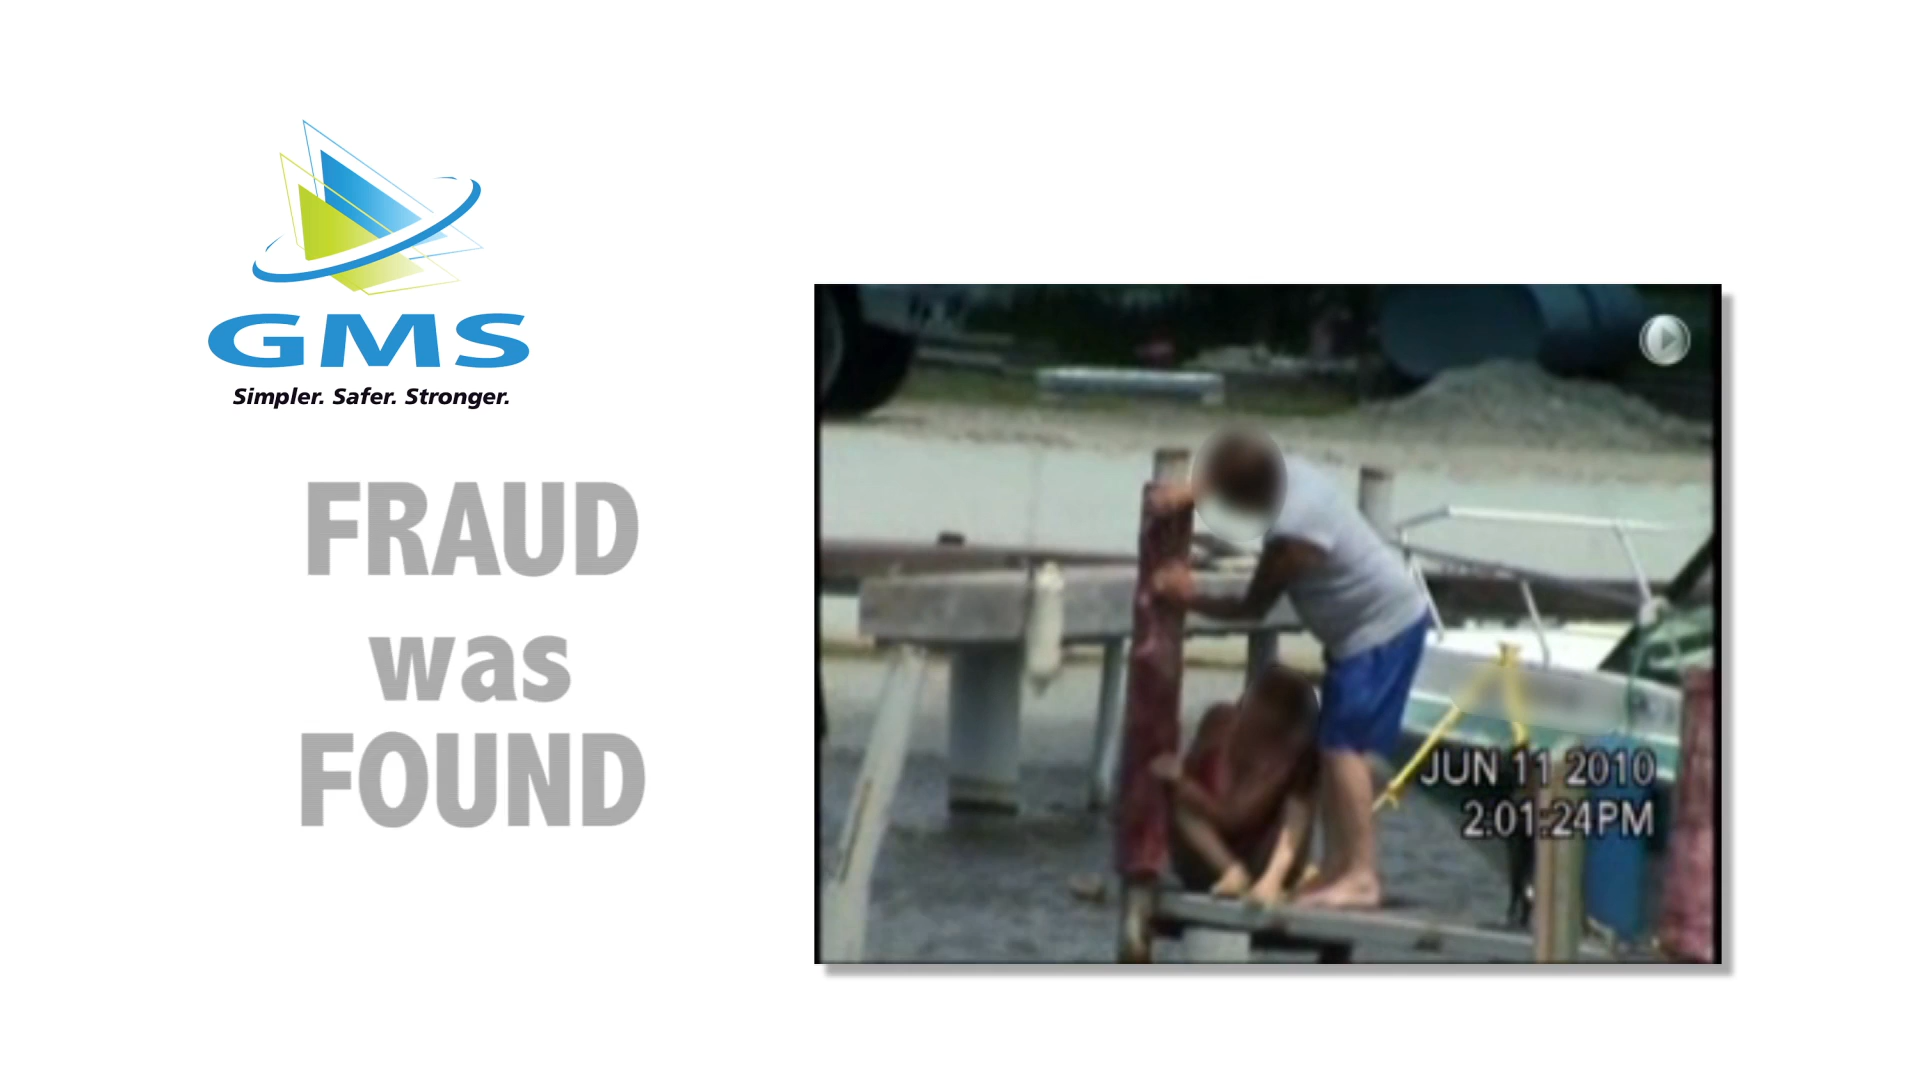 GMS
Simpler. Safer. Stronger.
FRAUD
was
FOUND
JUN 11 2010
2:01:24PM